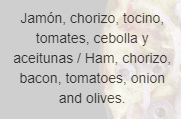 Jamón, chorizo, tocino,
tomates, cebolla y
aceitunas / Ham, chorizo,
bacon, tomatoes, onion
and olives.